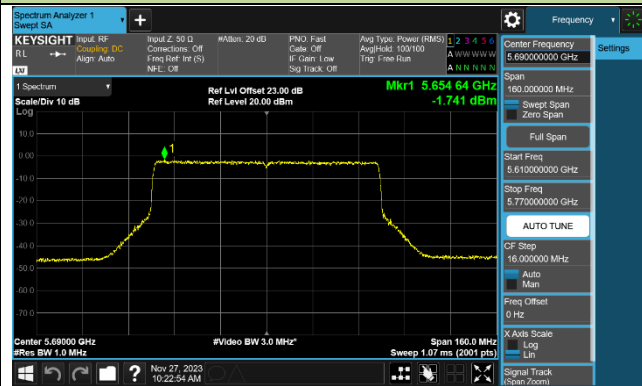 Spectrum Analyzer 1
Swept SA
Frequency
KEYSIGHT
RL
LXI
Input: RF
Coupling: DC
Align: Auto
Input Z: 50 Ω
Corrections: Off
Freq Ref: Int (S)
NFE: Off
#Atten: 20 dB
PNO: Fast
Gate: Off
IF Gain: Low
Sig Track: Off
Avg Type: Power (RMS)
Avg|Hold: 100/100
Trig: Free Run
1 2 3 4 5 6
A W W W W W
A N N N N N
1 Spectrum
Scale/Div 10 dB
Log
Ref Lvl Offset 23.00 dB
Ref Level 20.00 dBm
Mkr1 5.654 64 GHz
-1.741 dBm
1
10.0
0.00
-10.0
-20.0
-30.0
-40.0
-50.0
-60.0
-70.0
Center 5.69000 GHz
#Res BW 1.0 MHz
#Video BW 3.0 MHz*
Span 160.0 MHz
Sweep 1.07 ms (2001 pts)
Nov 27, 2023
10:22:54 AM
Center Frequency
5.690000000 GHz
Span
160.000000 MHz
Swept Span
Zero Span
Full Span
Start Freq
5.610000000 GHz
Stop Freq
5.770000000 GHz
AUTO TUNE
CF Step
16.000000 MHz
Auto
Man
Freq Offset
0 Hz
X Axis Scale
Log
Lin
Signal Track
(Span Zoom)
Settings